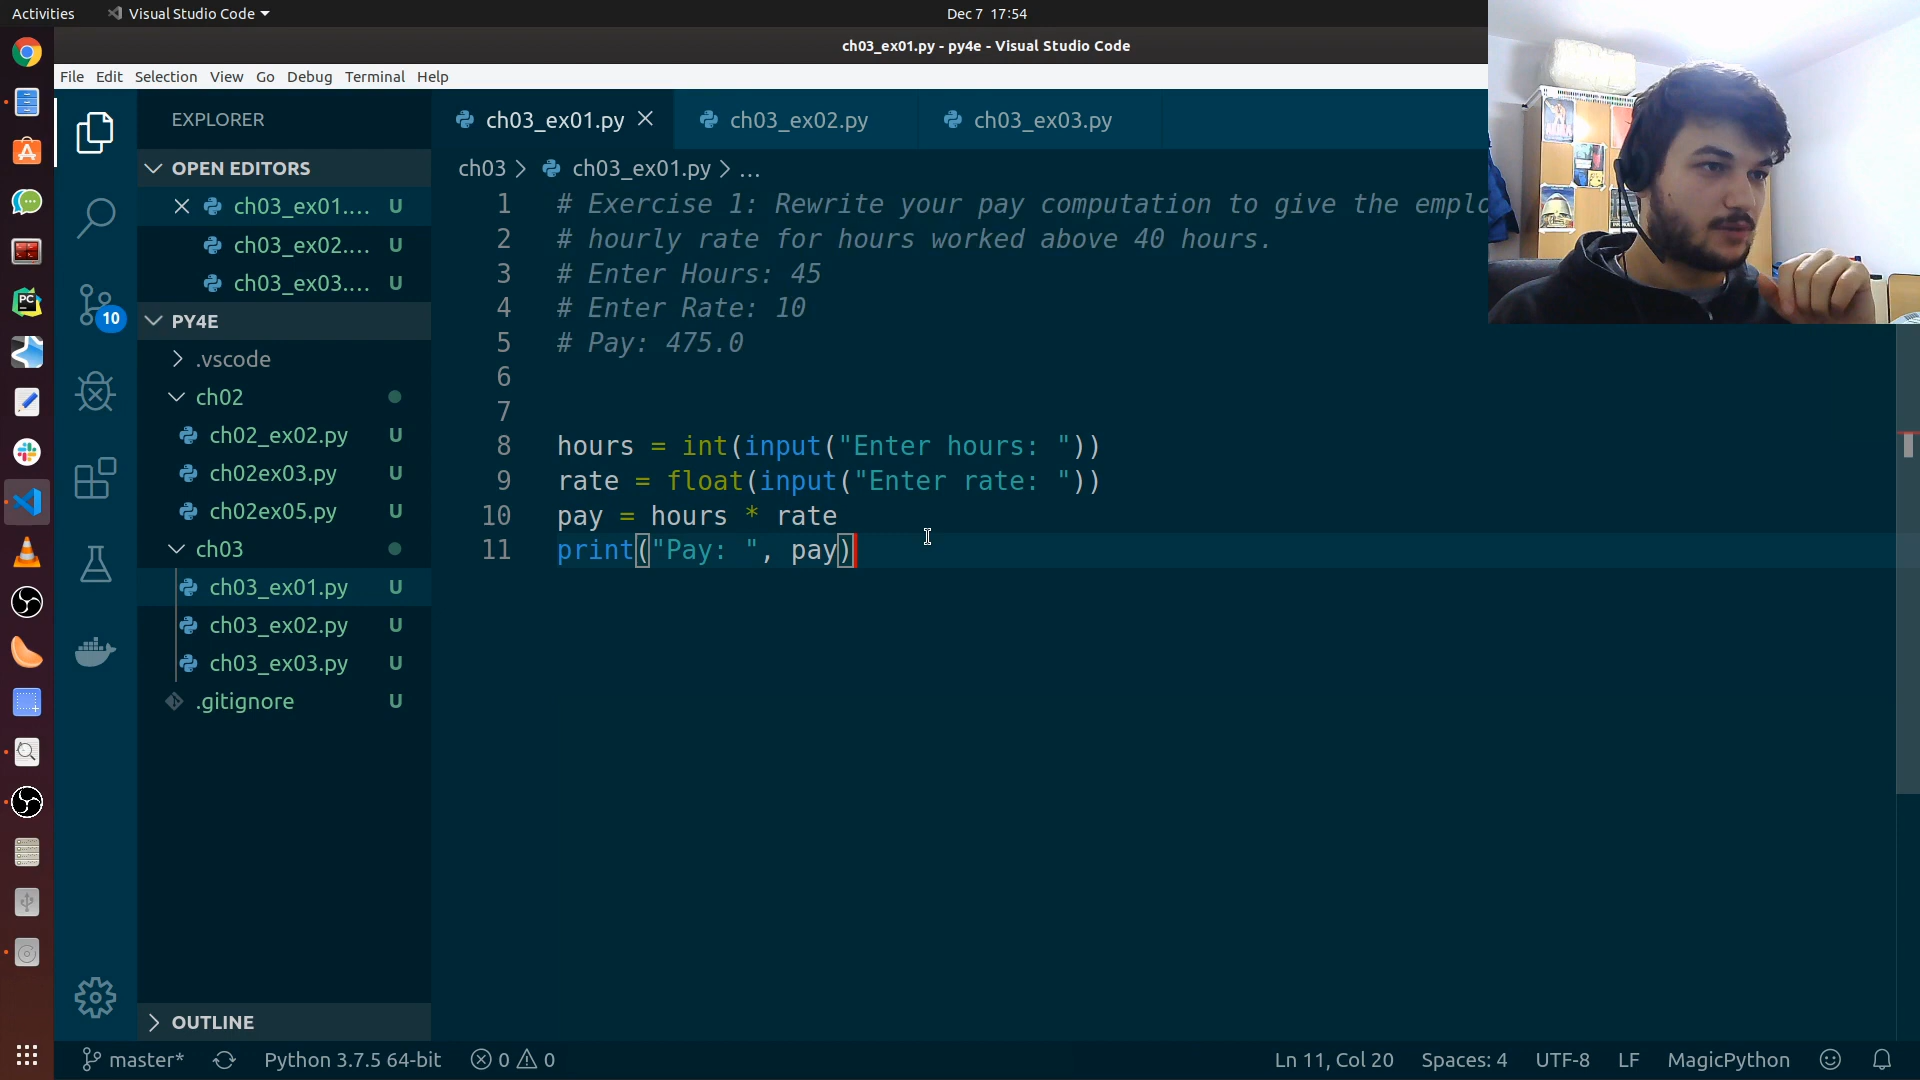 Activities
Visual Studio Code
Dec 7 17:54
ch03_ex01.py - py4e - Visual Studio Code
File Edit Selection View Go Debug Terminal Help
EXPLORER
OPEN EDITORS
ch03_ex01.... U
ch03_ex02.... U
ch03_ex03.... U
PY4E
.vscode
ch02
ch02_ex02.py U
ch02ex03.py U
ch02ex05.py U
ch03
ch03_ex01.py U
ch03_ex02.py U
ch03_ex03.py U
.gitignore U
OUTLINE
10
PC
ch03_ex01.py ch03_ex02.py ch03_ex03.py
ch03 > ch03_ex01.py > ...
1 # Exercise 1: Rewrite your pay computation to give the emplo
2 # hourly rate for hours worked above 40 hours.
3 # Enter Hours: 45
4 # Enter Rate: 10
5 # Pay: 475.0
6
7
8 hours = int(input("Enter hours: "))
9 rate = float(input("Enter rate: "))
10 pay = hours * rate
11 print("Pay: ", pay)
master* Python 3.7.5 64-bit 0 0 Ln 11, Col 20 Spaces: 4 UTF-8 LF MagicPython